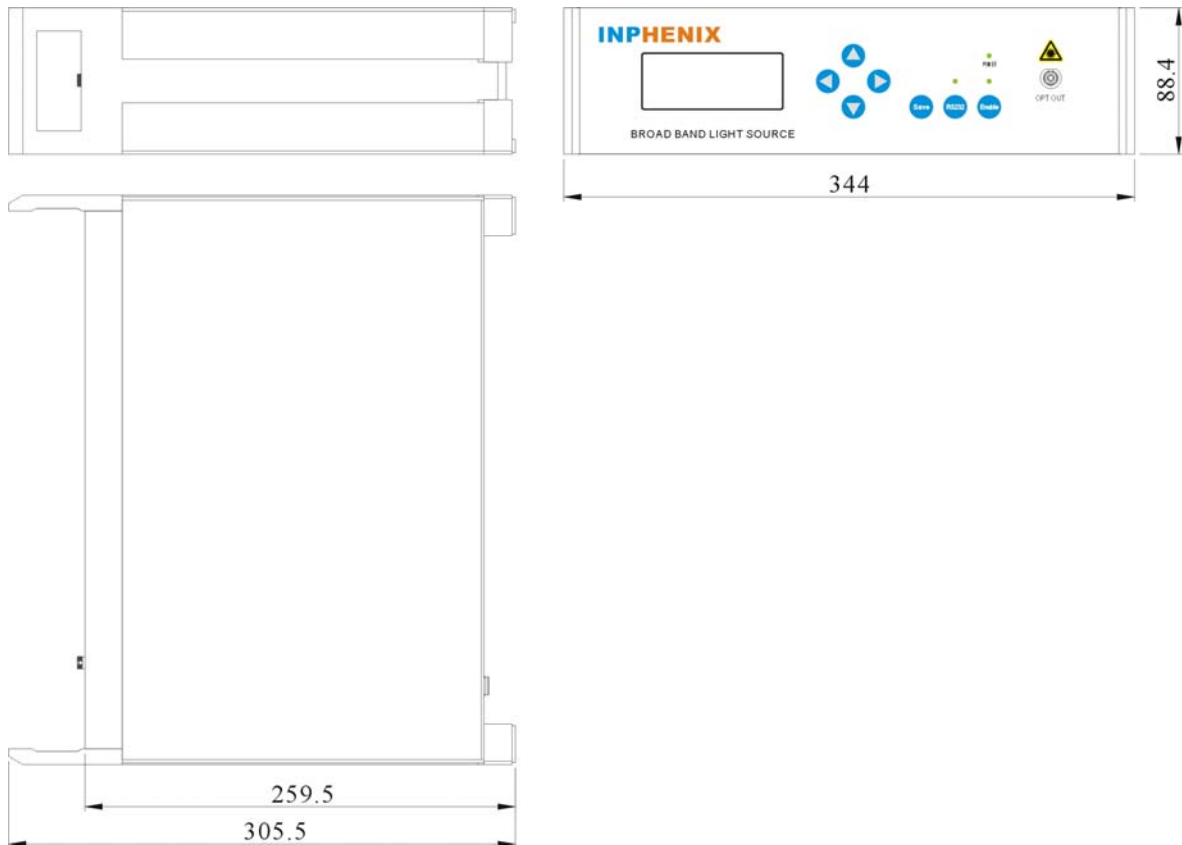 INPHENIX
BROAD BAND LIGHT SOURCE
Save RS232 Enable
OPT OUT
88.4
344
259.5
305.5